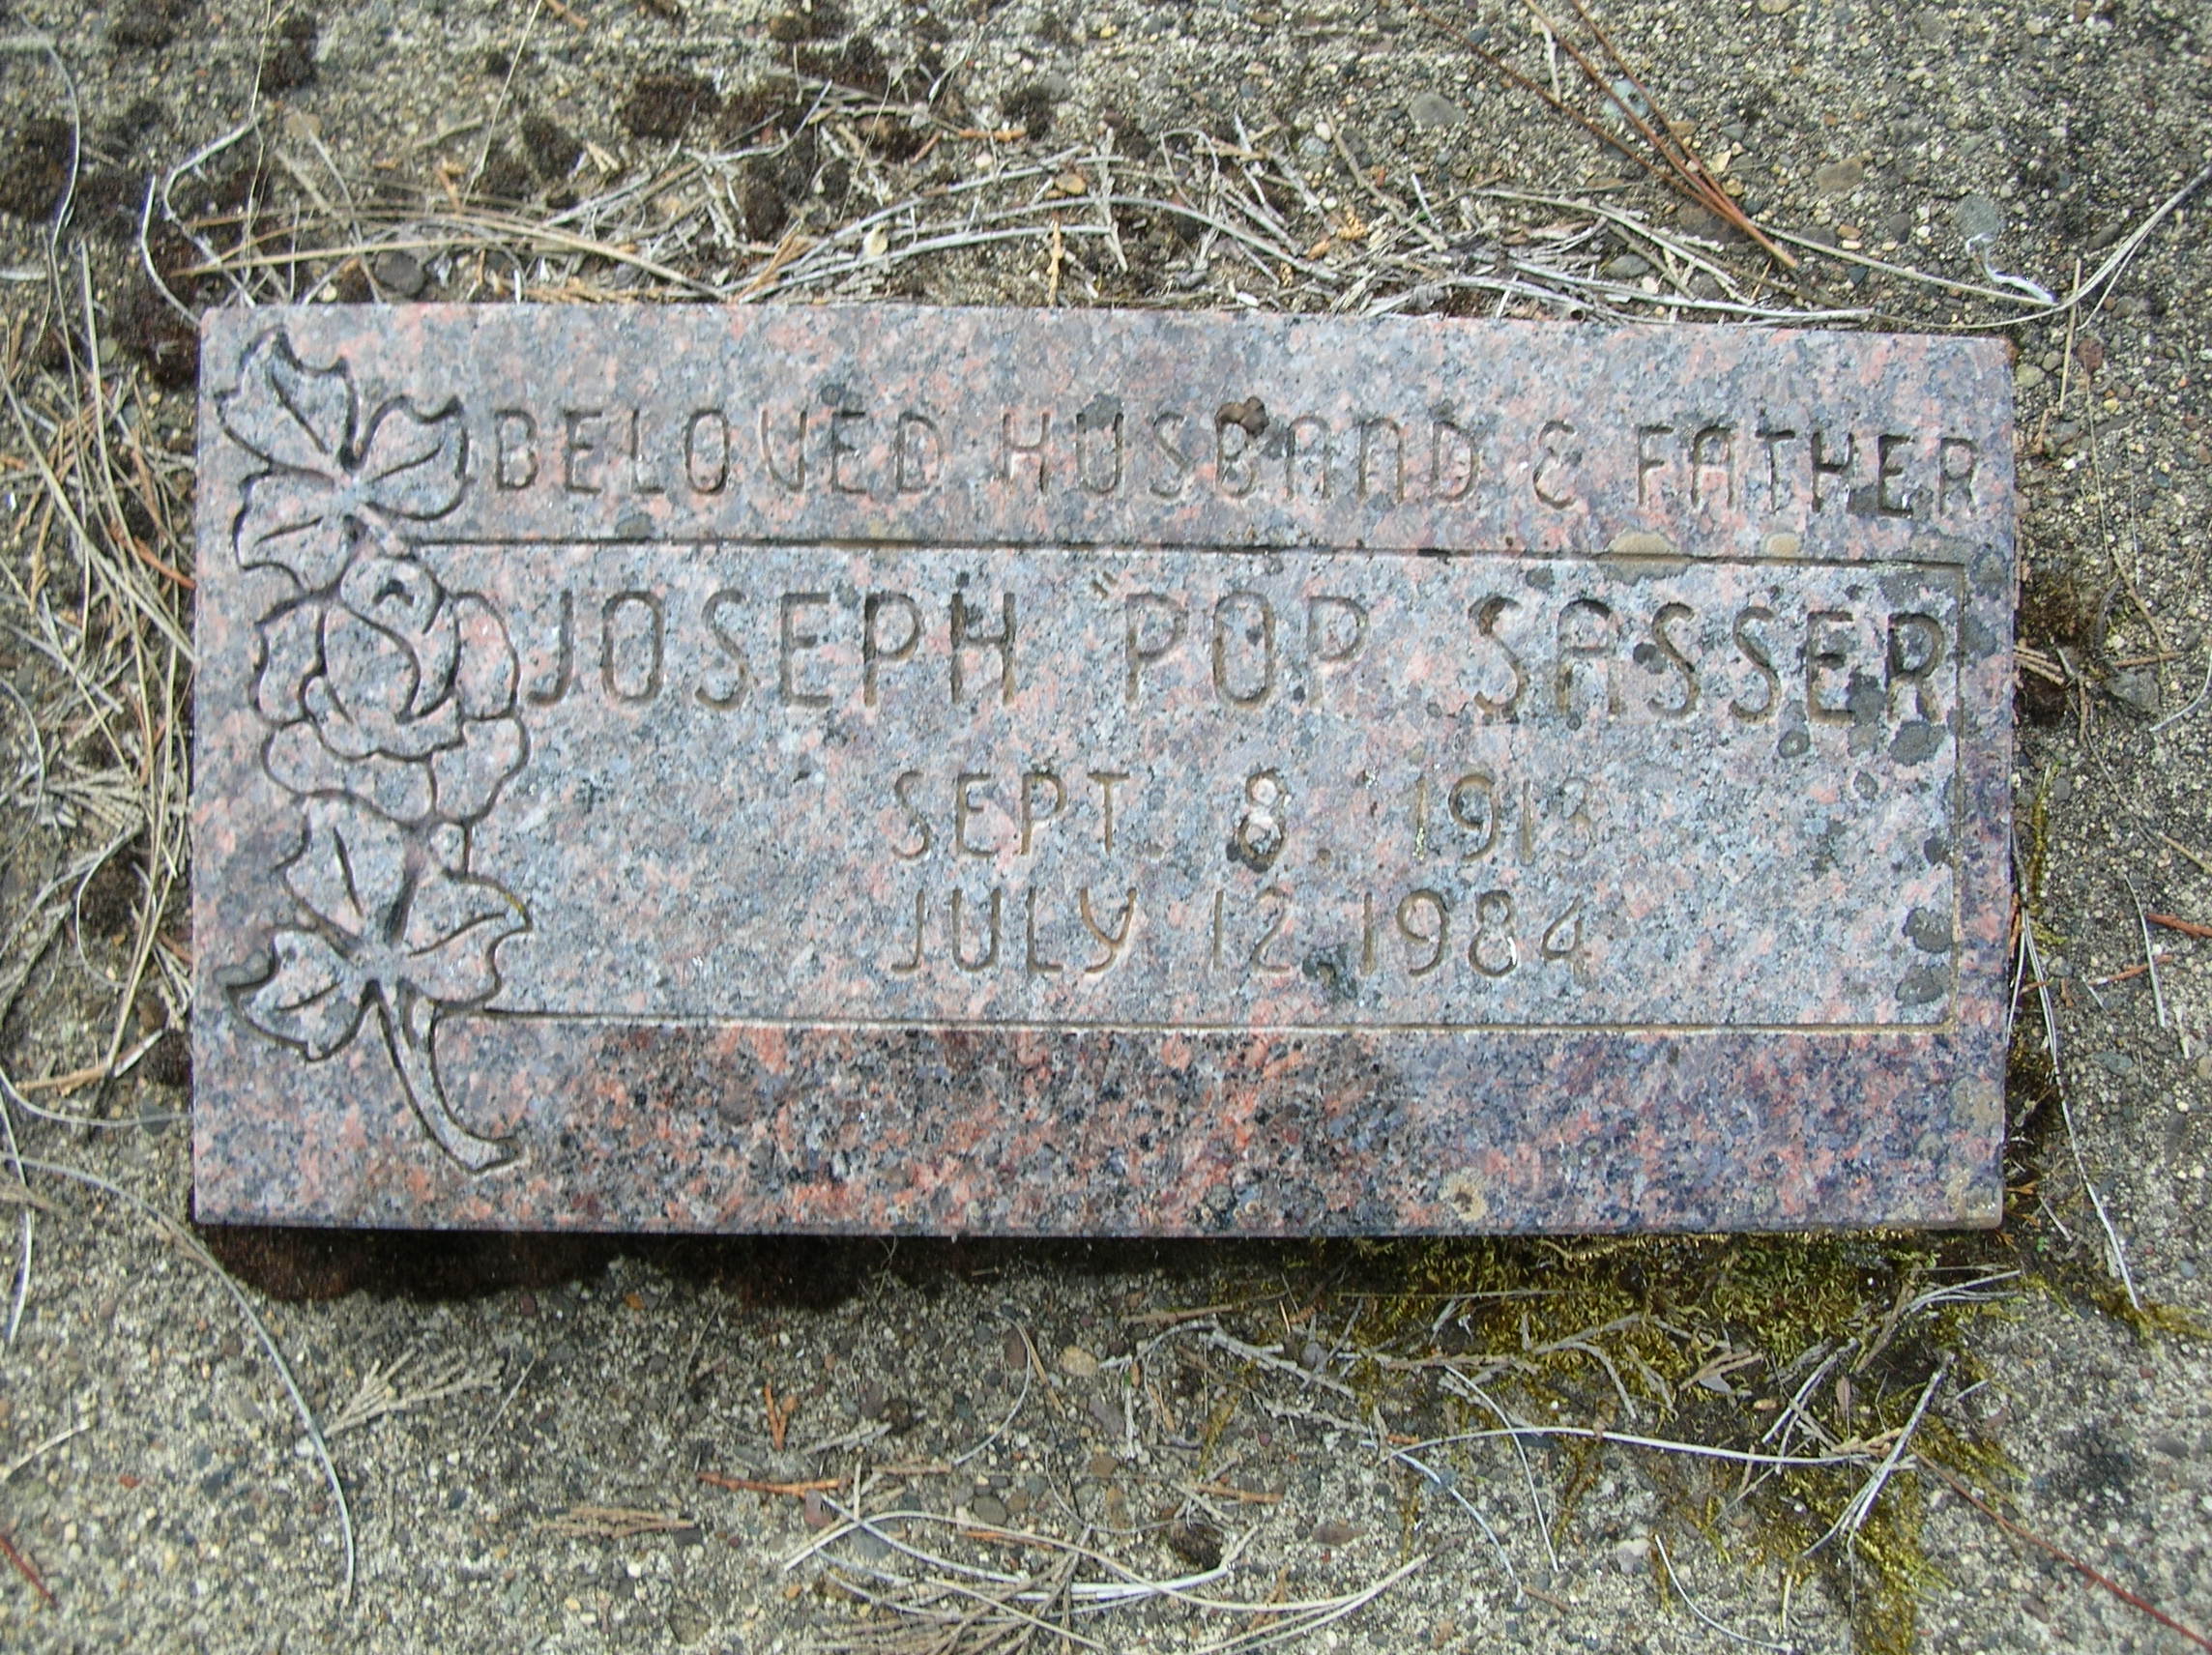 BELOVED HUSBAND & FATHER
JOSEPH "POP" SASSER
SEPT. 8, 1913
JULY 12, 1984